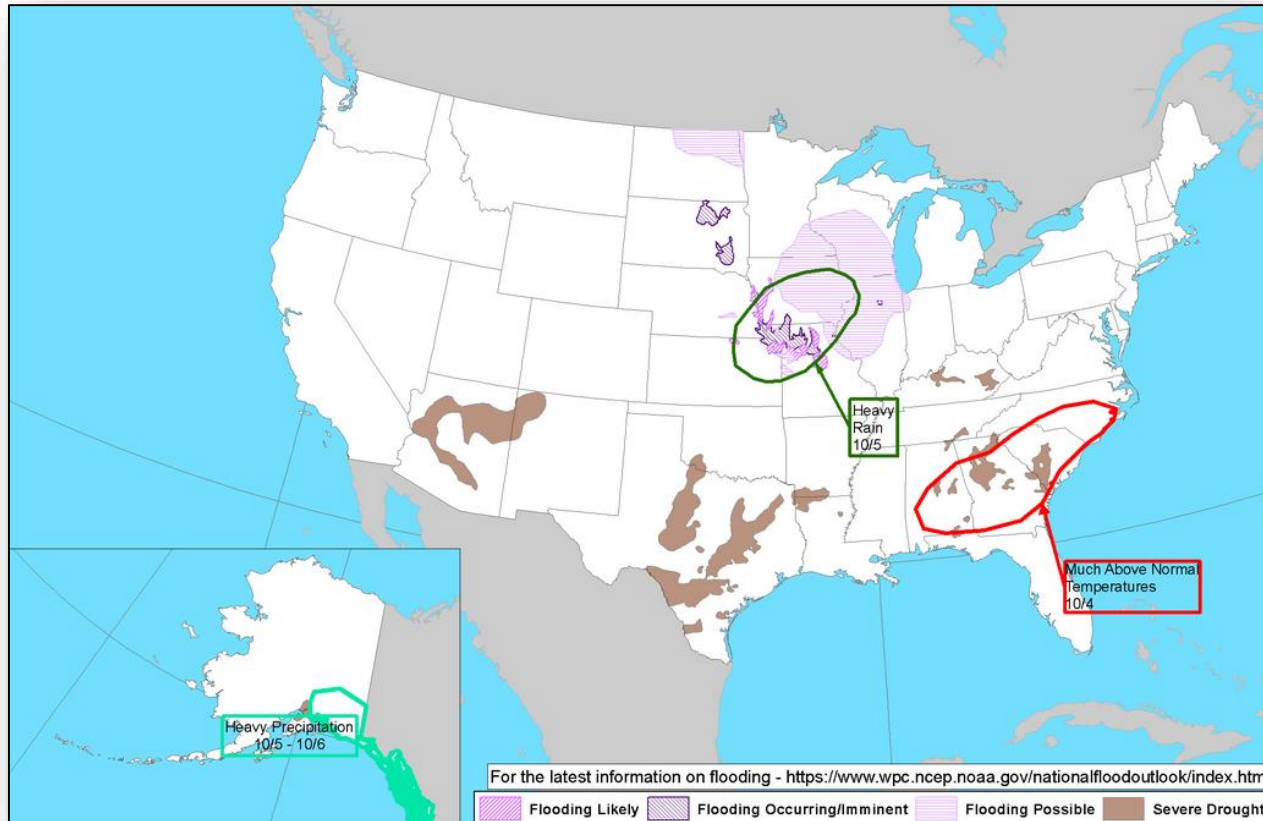 Heavy
Rain
10/5
Much Above Normal
Temperatures
10/4
Heavy Precipitation
10/5 - 10/6
For the latest information on flooding - https://www.wpc.ncep.noaa.gov/nationalfloodoutlook/index.htm
Flooding Likely
Flooding Occurring/Imminent
Flooding Possible
Severe Drought